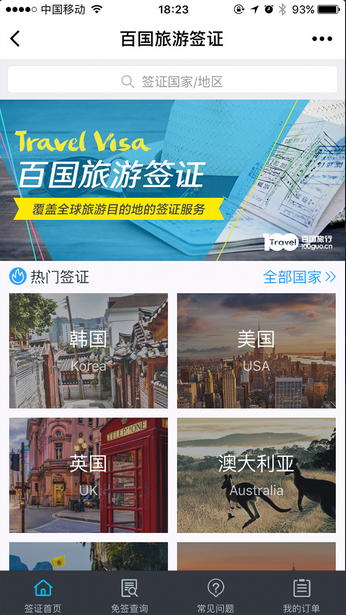 中国移动
18:23
93%
百国旅游签证
签证国家/地区
Travel Visa
百国旅游签证
覆盖全球旅游目的地的签证服务
100 Travel 百国旅行
100guo.cn
热门签证
全部国家
韩国
美国
Korea
USA
TELEPHONE
英国
澳大利亚
UK
Australia
签证首页
免签查询
常见问题
我的订单